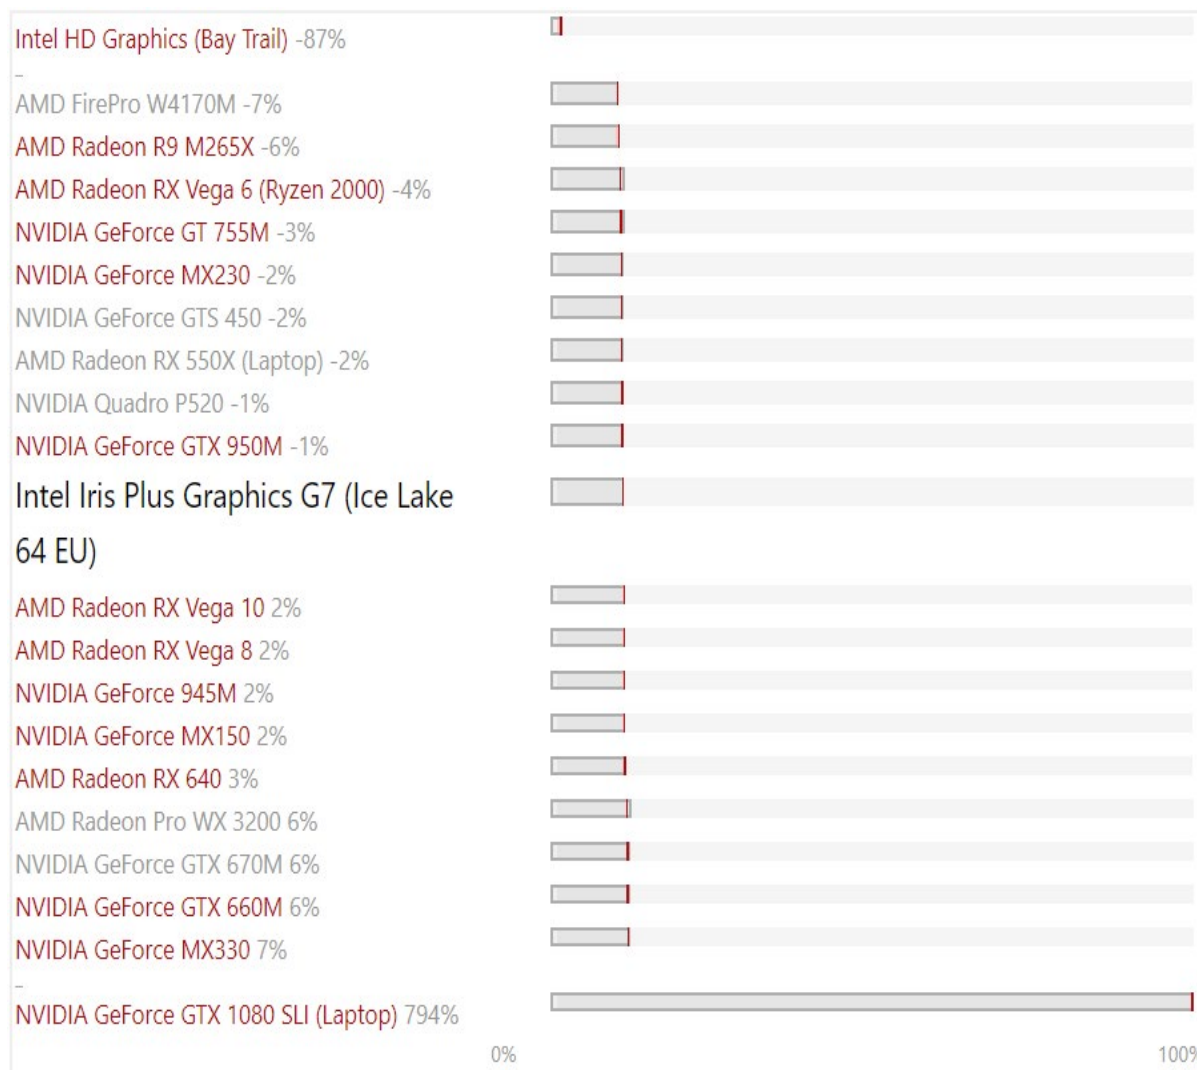 Intel HD Graphics (Bay Trail) -87%
_
AMD FirePro W4170M -7%
AMD Radeon R9 M265X -6%
AMD Radeon RX Vega 6 (Ryzen 2000) -4%
NVIDIA GeForce GT 755M -3%
NVIDIA GeForce MX230 -2%
NVIDIA GeForce GTS 450 -2%
AMD Radeon RX 550X (Laptop) -2%
NVIDIA Quadro P520 -1%
NVIDIA GeForce GTX 950M -1%
Intel Iris Plus Graphics G7 (Ice Lake
64 EU)
AMD Radeon RX Vega 10 2%
AMD Radeon RX Vega 8 2%
NVIDIA GeForce 945M 2%
NVIDIA GeForce MX150 2%
AMD Radeon RX 640 3%
AMD Radeon Pro WX 3200 6%
NVIDIA GeForce GTX 670M 6%
NVIDIA GeForce GTX 660M 6%
NVIDIA GeForce MX330 7%
_
NVIDIA GeForce GTX 1080 SLI (Laptop) 794%
0% 100%